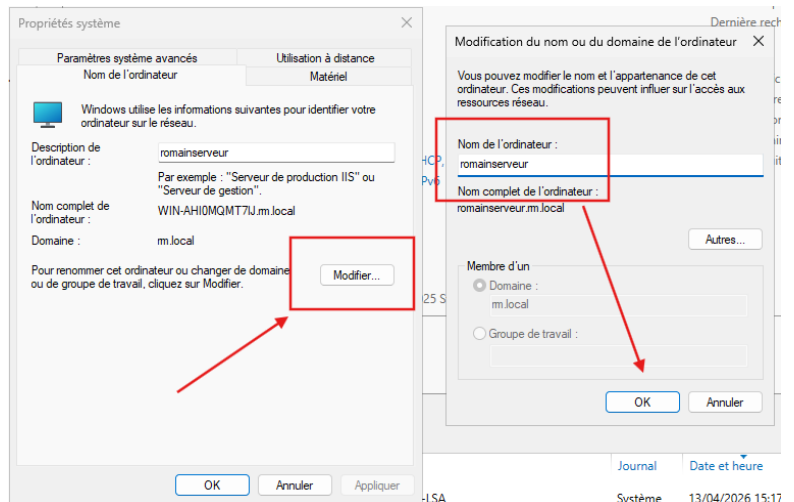 Propriétés système
Paramètres système avancés
Utilisation à distance
Nom de l'ordinateur
Matériel
Windows utilise les informations suivantes pour identifier votre
ordinateur sur le réseau.
Description de
l'ordinateur :
romainserveur
Par exemple : "Serveur de production IIS" ou
"Serveur de gestion".
Nom complet de
l'ordinateur :
WIN-AHI0MQMT7IJ.rm.local
Domaine :
rm.local
Pour renommer cet ordinateur ou changer de domaine
ou de groupe de travail, cliquez sur Modifier.
Modifier...
OK
Annuler
Appliquer
Dernière rech
Modification du nom ou du domaine de l'ordinateur
Vous pouvez modifier le nom et l'appartenance de cet
ordinateur. Ces modifications peuvent influer sur l'accès aux
ressources réseau.
Nom de l'ordinateur :
romainserveur
Nom complet de l'ordinateur :
romainserveur.rm.local
Autres...
Membre d'un
Domaine :
rm.local
Groupe de travail :
OK
Annuler
HCP,
Pv6
25 S
Journal
Date et heure
-LSA
Système
13/04/2026 15:17